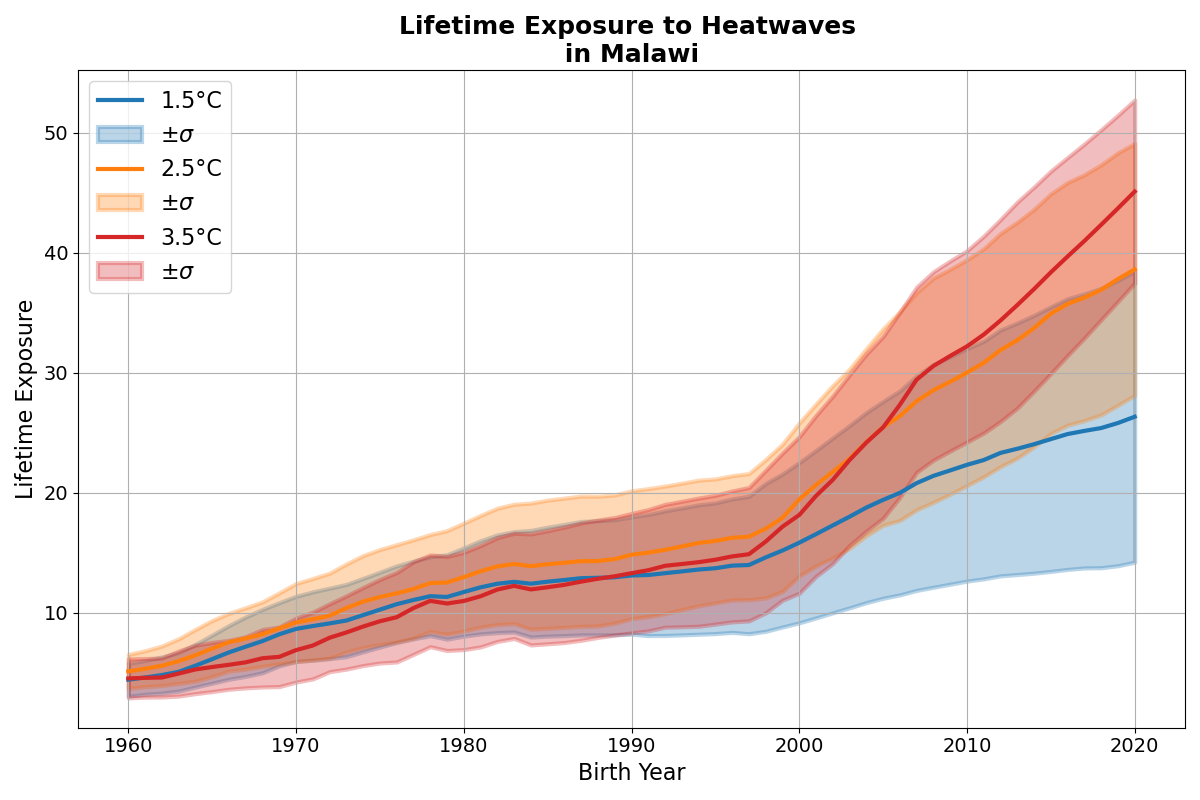 Lifetime Exposure to Heatwaves
in Malawi
1.5°C
±σ
2.5°C
±σ
3.5°C
±σ
Lifetime Exposure
50
40
30
20
10
1960 1970 1980 1990 2000 2010 2020
Birth Year